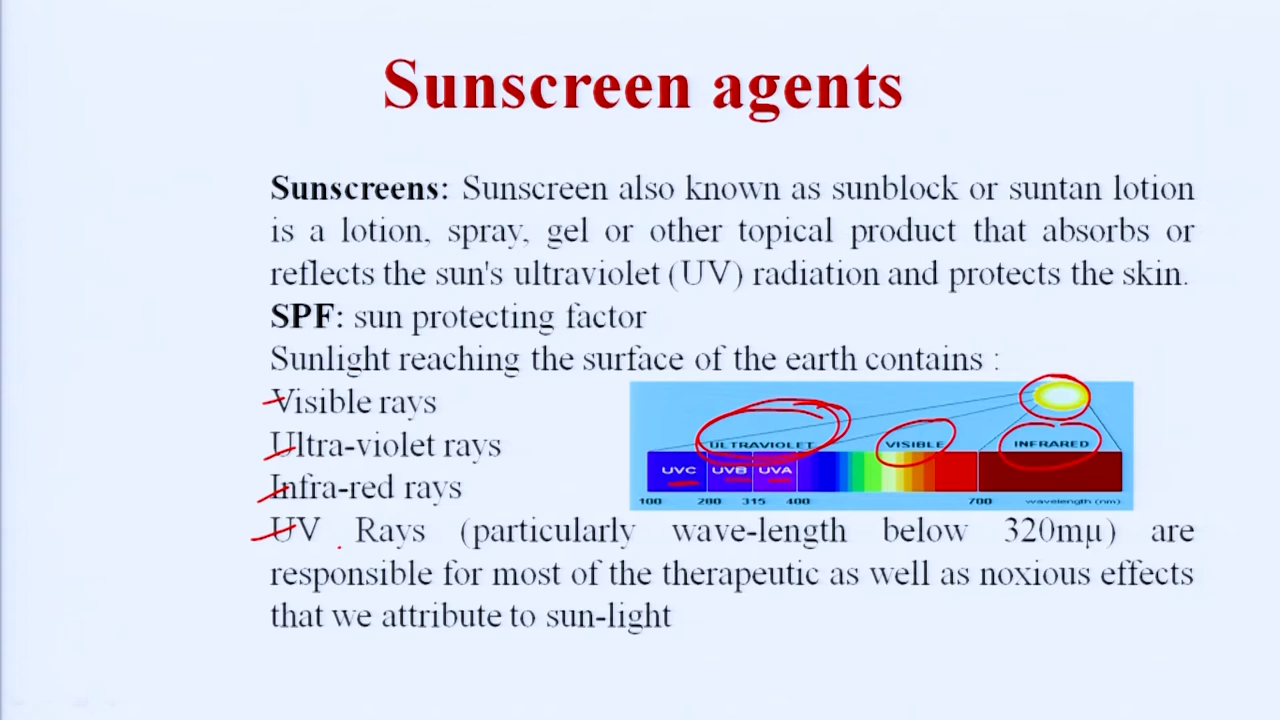 Sunscreen agents
Sunscreens: Sunscreen also known as sunblock or suntan lotion
is a lotion, spray, gel or other topical product that absorbs or
reflects the sun's ultraviolet (UV) radiation and protects the skin.
SPF: sun protecting factor
Sunlight reaching the surface of the earth contains :
Visible rays
Ultra-violet rays
Infra-red rays
ULTRAVIOLET VISIBLE INFRARED
UVC UVB UVA
100 280 315 400 700 wavelength (nm)
UV Rays (particularly wave-length below 320mμ) are
responsible for most of the therapeutic as well as noxious effects
that we attribute to sun-light